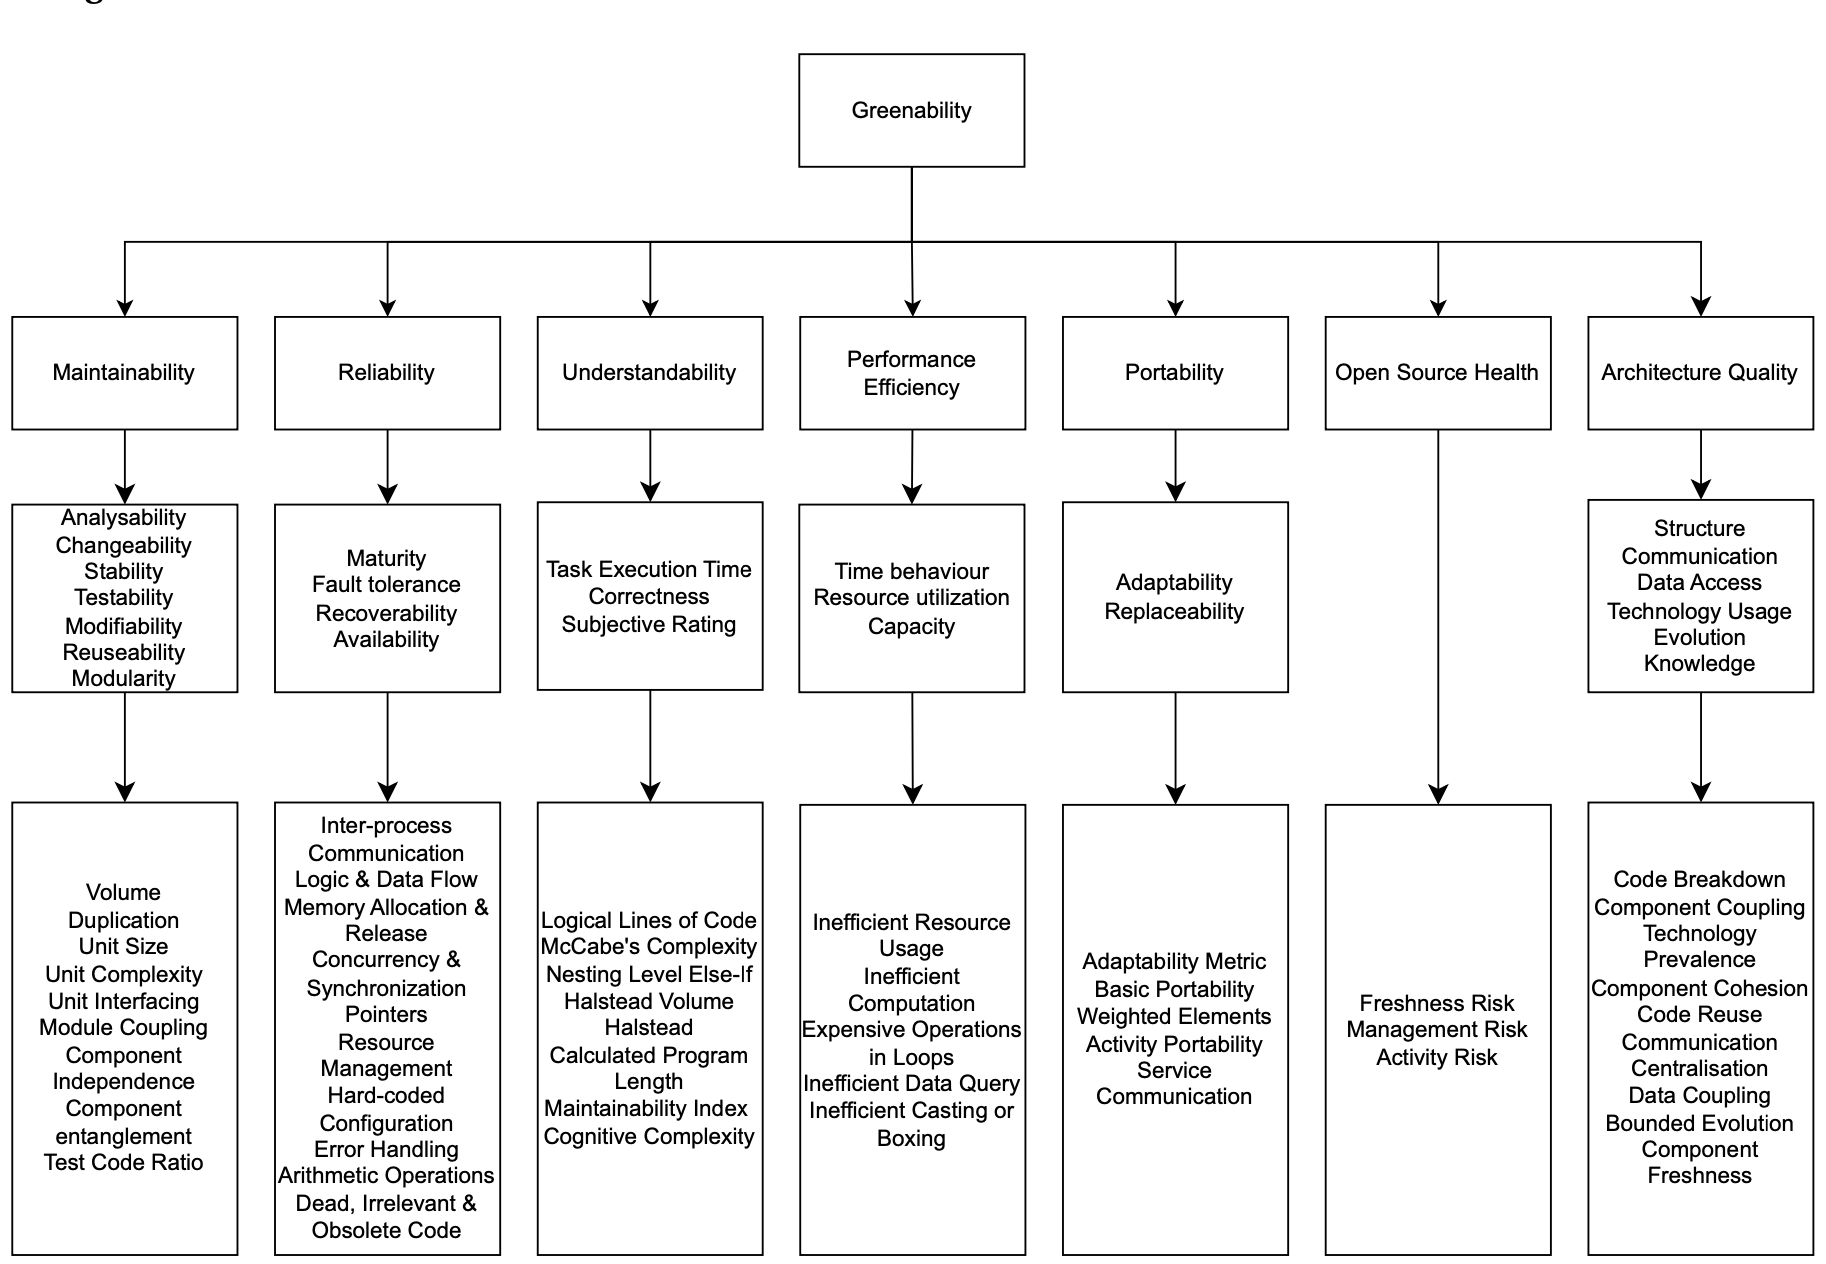 Greenability
Maintainability
Reliability
Understandability
Performance
Efficiency
Portability
Open Source Health
Architecture Quality
Analysability
Changeability
Stability
Testability
Modifiability
Reuseability
Modularity
Maturity
Fault tolerance
Recoverability
Availability
Task Execution Time
Correctness
Subjective Rating
Time behaviour
Resource utilization
Capacity
Adaptability
Replaceability
Structure
Communication
Data Access
Technology Usage
Evolution
Knowledge
Volume
Duplication
Unit Size
Unit Complexity
Unit Interfacing
Module Coupling
Component
Independence
Component
entanglement
Test Code Ratio
Inter-process
Communication
Logic & Data Flow
Memory Allocation &
Release
Concurrency &
Synchronization
Pointers
Resource
Management
Hard-coded
Configuration
Error Handling
Arithmetic Operations
Dead, Irrelevant &
Obsolete Code
Logical Lines of Code
McCabe's Complexity
Nesting Level Else-If
Halstead Volume
Halstead
Calculated Program
Length
Maintainability Index
Cognitive Complexity
Inefficient Resource
Usage
Inefficient
Computation
Expensive Operations
in Loops
Inefficient Data Query
Inefficient Casting or
Boxing
Adaptability Metric
Basic Portability
Weighted Elements
Activity Portability
Service
Communication
Freshness Risk
Management Risk
Activity Risk
Code Breakdown
Component Coupling
Technology
Prevalence
Component Cohesion
Code Reuse
Communication
Centralisation
Data Coupling
Bounded Evolution
Component
Freshness